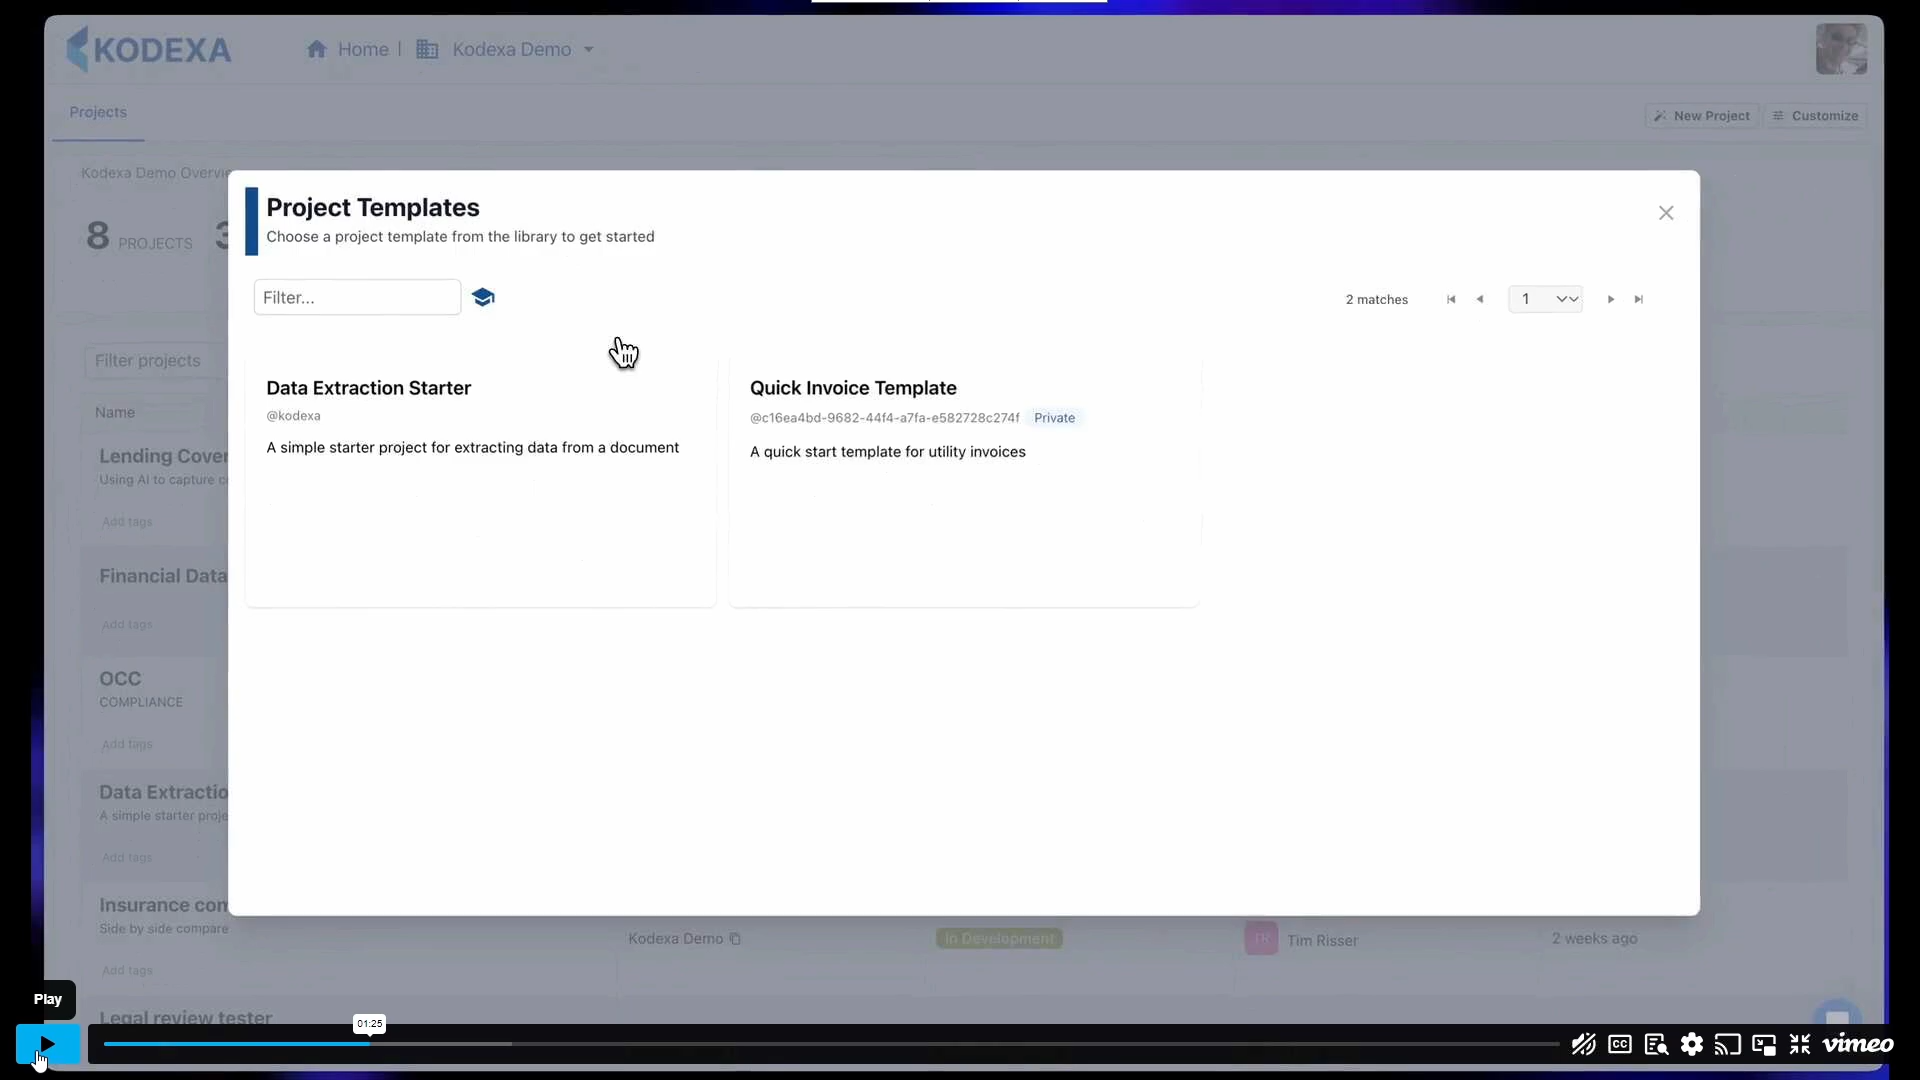 KODEXA
Home | Kodexa Demo
Projects
New Project
Customize
Kodexa Demo
8 PROJECTS 3
Project Templates
Choose a project template from the library to get started
Filter...
2 matches
1
Filter projects
Name
Data Extraction Starter
@kodexa
A simple starter project for extracting data from a document
Quick Invoice Template
@c16ea4bd-9682-44f4-a7fa-e582728c274f Private
A quick start template for utility invoices
Lending Cover
Using AI to capture
Add tags
Financial Data
Add tags
OCC
COMPLIANCE
Add tags
Data Extractio
A simple starter proje
Add tags
Insurance com
Side by side compare
Kodexa Demo
In Development
TR
Tim Risser
2 weeks ago
Add tags
Legal review tester
Play
01:25
CC
vimeo